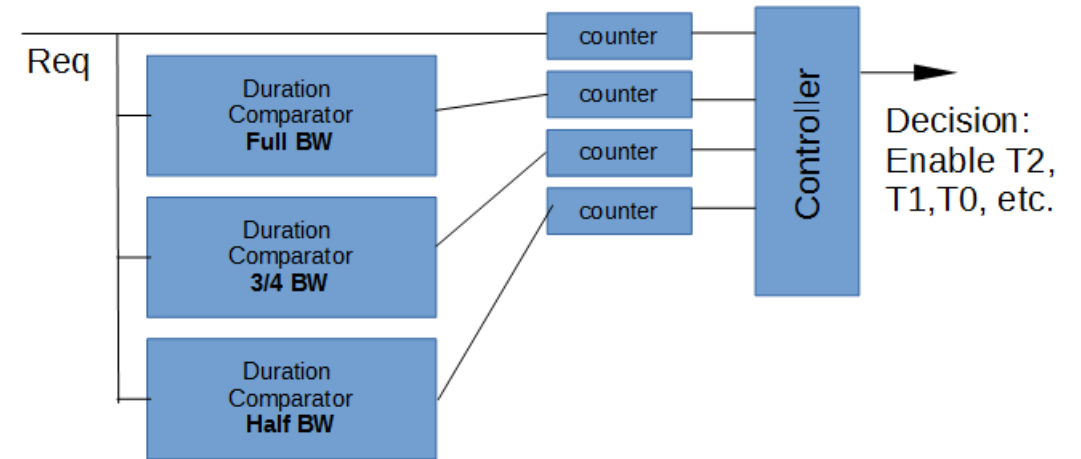 Req
Duration
Comparator
Full BW
Duration
Comparator
3/4 BW
Duration
Comparator
Half BW
counter
counter
counter
counter
Controller
Decision:
Enable T2,
T1,T0, etc.